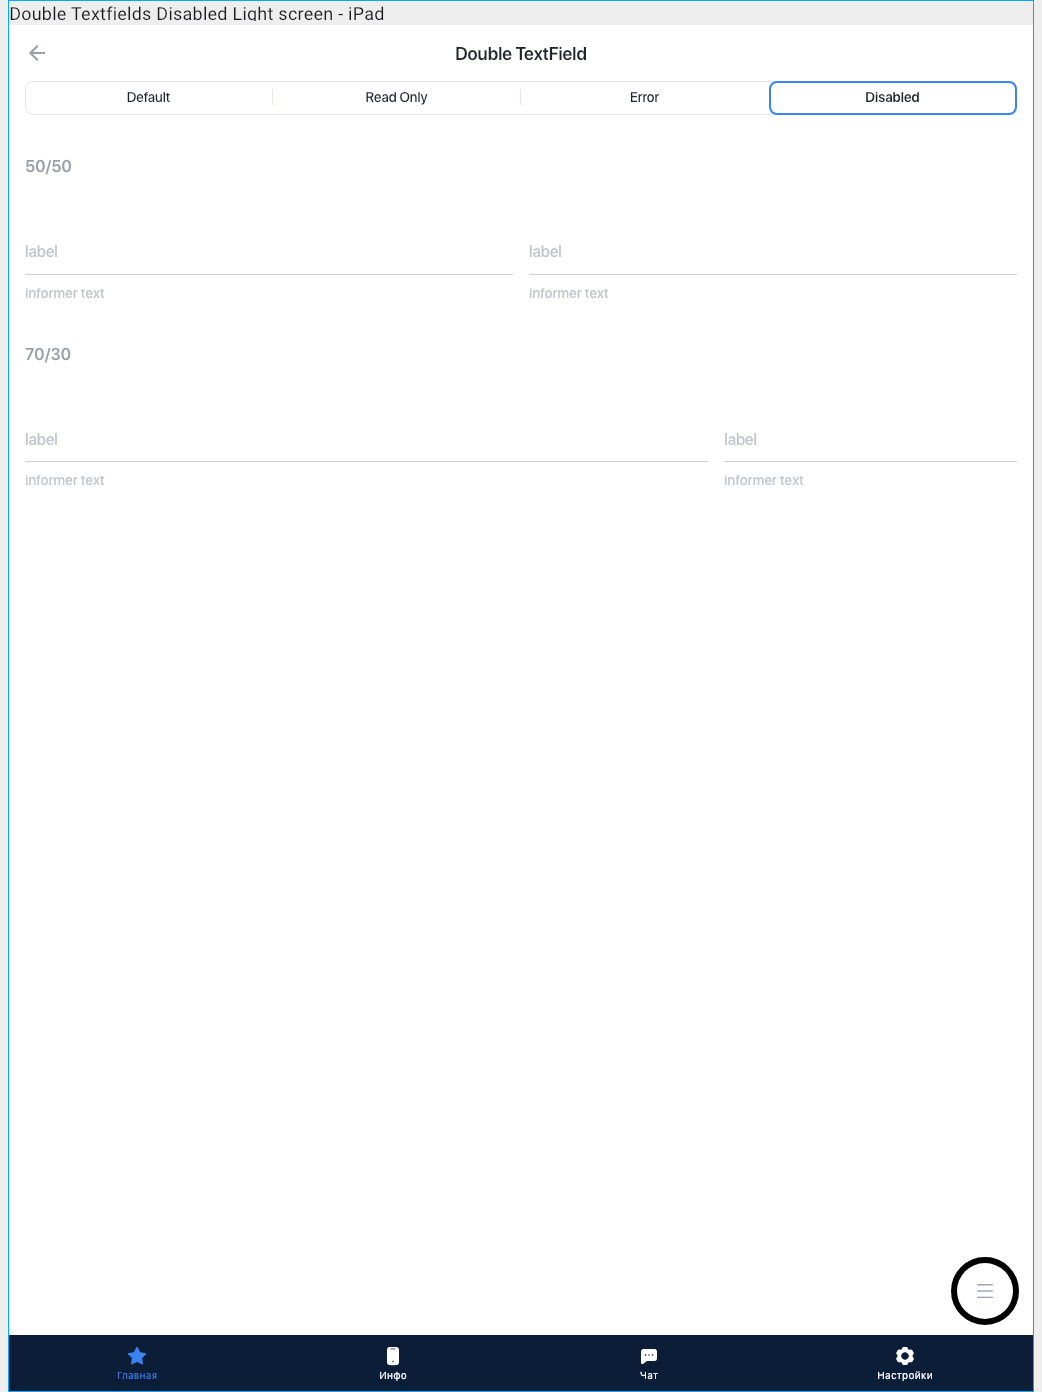 Double Textfields Disabled Light screen - iPad
Double TextField
Default Read Only Error Disabled
50/50
label label
informer text informer text
70/30
label label
informer text informer text
Главная Инфо Чат Настройки